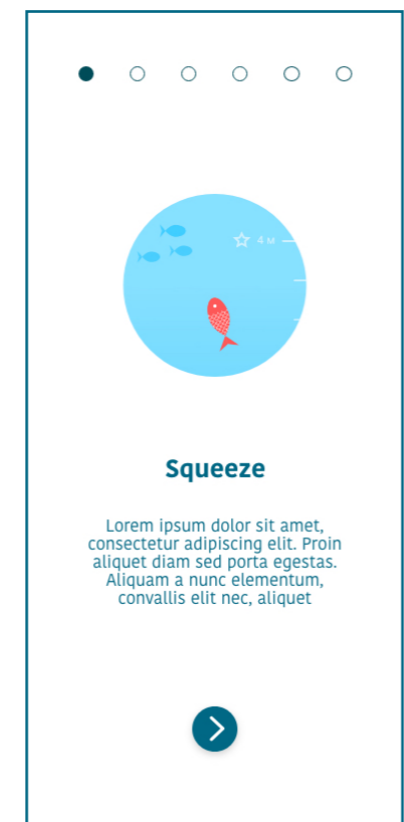 4 M
Squeeze
Lorem ipsum dolor sit amet,
consectetur adipiscing elit. Proin
aliquet diam sed porta egestas.
Aliquam a nunc elementum,
convallis elit nec, aliquet